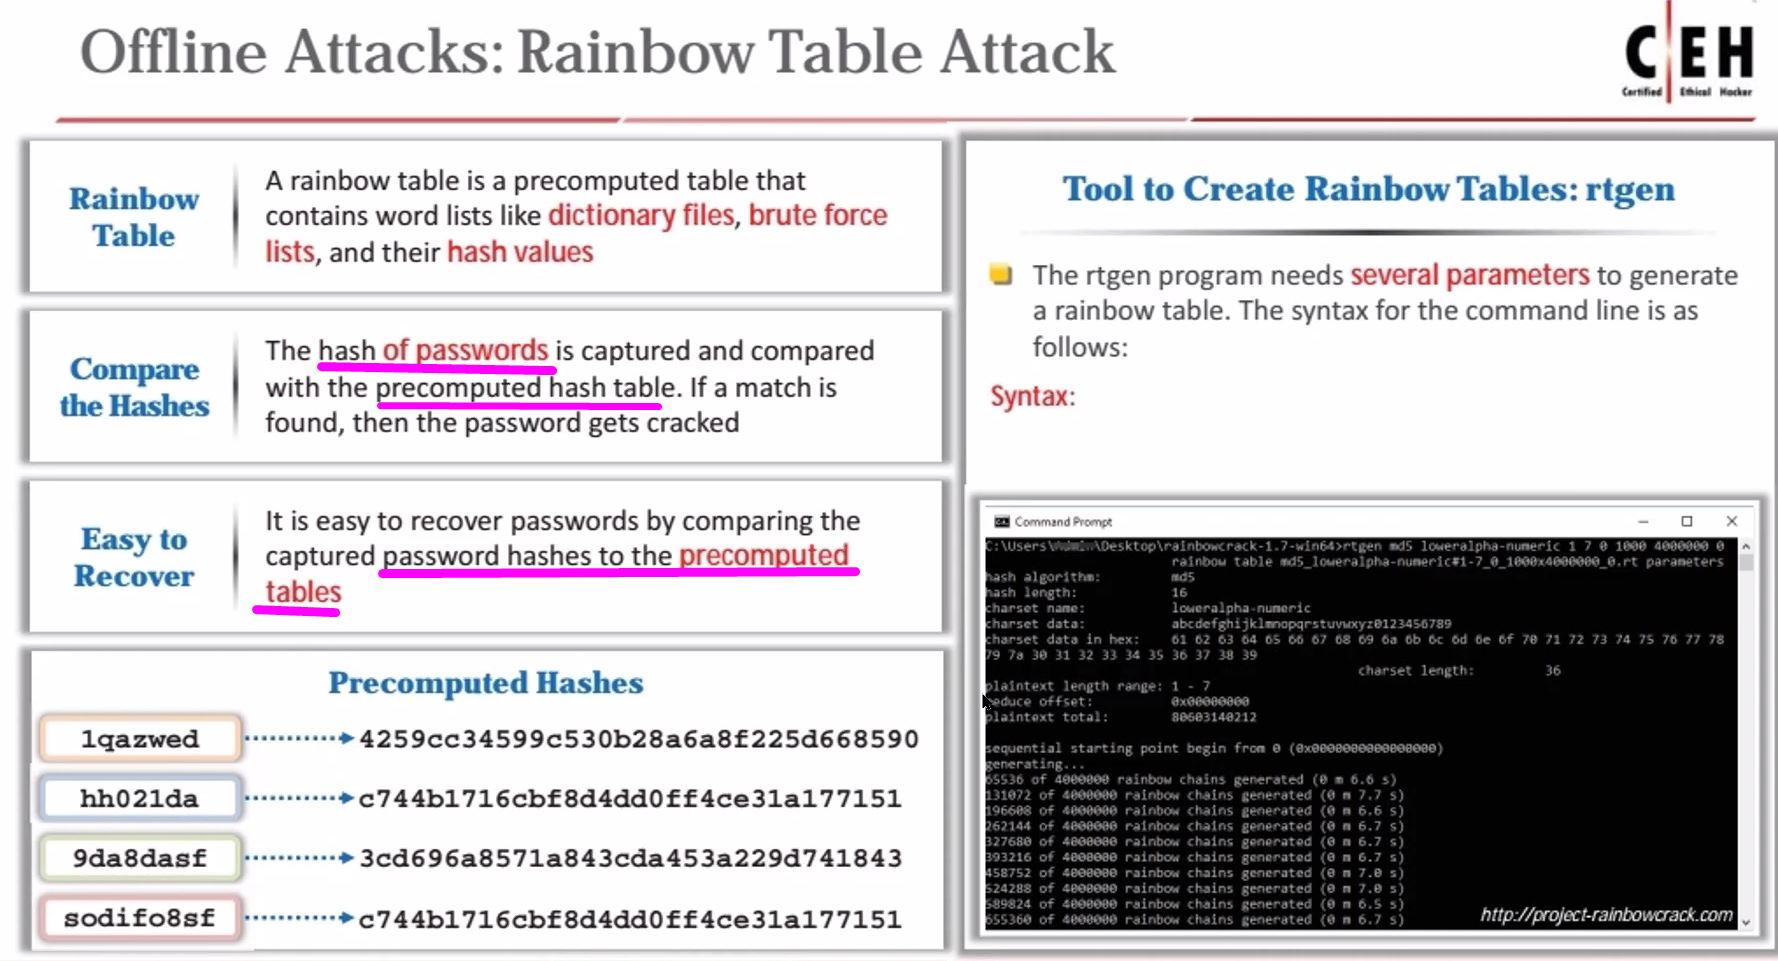 Offline Attacks: Rainbow Table Attack
C|EH
Certified Ethical Hacker
Rainbow
Table
A rainbow table is a precomputed table that
contains word lists like dictionary files, brute force
lists, and their hash values
Compare
the Hashes
The hash of passwords is captured and compared
with the precomputed hash table. If a match is
found, then the password gets cracked
Easy to
Recover
It is easy to recover passwords by comparing the
captured password hashes to the precomputed
tables
Precomputed Hashes
1qazwed 4259cc34599c530b28a6a8f225d668590
hh021da c744b1716cbf8d4dd0ff4ce31a177151
9da8dasf 3cd696a8571a843cda453a229d741843
sodifo8sf c744b1716cbf8d4dd0ff4ce31a177151
Tool to Create Rainbow Tables: rtgen
The rtgen program needs several parameters to generate
a rainbow table. The syntax for the command line is as
follows:
Syntax:
Command Prompt
C:\Users\ \Desktop\rainbowcrack-1.7-win64>rtgen md5 loweralpha-numeric 1 7 0 1000 4000000 0
rainbow table md5_loweralpha-numeric#1-7_0_1000x4000000_0.rt parameters
hash algorithm: md5
hash length: 16
charset name: loweralpha-numeric
charset data: abcdefghijklmnopqrstuvwxyz0123456789
charset data in hex: 61 62 63 64 65 66 67 68 69 6a 6b 6c 6d 6e 6f 70 71 72 73 74 75 76 77 78
79 7a 30 31 32 33 34 35 36 37 38 39
charset length: 36
plaintext length range: 1 - 7
reduce offset: 0x00000000
plaintext total: 80603140212
sequential starting point begin from 0 (0x0000000000000000)
generating...
65536 of 4000000 rainbow chains generated (0 m 6.6 s)
131072 of 4000000 rainbow chains generated (0 m 7.7 s)
196608 of 4000000 rainbow chains generated (0 m 6.6 s)
262144 of 4000000 rainbow chains generated (0 m 6.7 s)
327680 of 4000000 rainbow chains generated (0 m 6.7 s)
393216 of 4000000 rainbow chains generated (0 m 6.7 s)
458752 of 4000000 rainbow chains generated (0 m 7.0 s)
524288 of 4000000 rainbow chains generated (0 m 7.0 s)
589824 of 4000000 rainbow chains generated (0 m 6.5 s)
655360 of 4000000 rainbow chains generated (0 m 6.7 s)
http://project-rainbowcrack.com